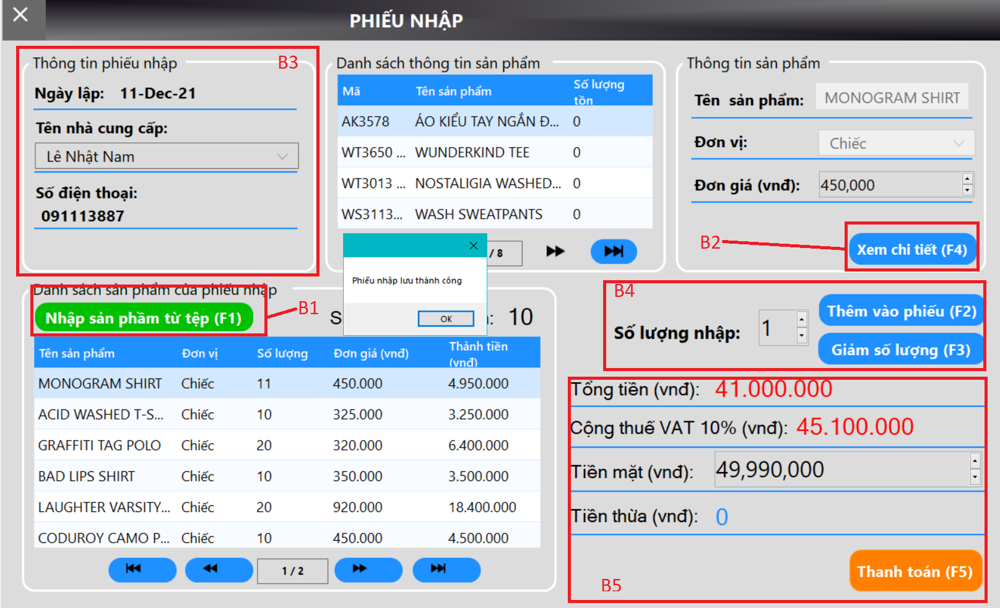 PHIẾU NHẬP
Thông tin phiếu nhập
B3
Ngày lập: 11-Dec-21
Tên nhà cung cấp:
Lê Nhật Nam
Số điện thoại:
091113887
Danh sách thông tin sản phẩm
Mã Tên sản phẩm Số lượng tồn
AK3578 ÁO KIỂU TAY NGẮN Đ... 0
WT3650 ... WUNDERKIND TEE 0
WT3013 ... NOSTALIGIA WASHED... 0
WS3113... WASH SWEATPANTS 0
/ 8
Thông tin sản phẩm
Tên sản phẩm: MONOGRAM SHIRT
Đơn vị: Chiếc
Đơn giá (vnđ): 450,000
B2
Xem chi tiết (F4)
Phiếu nhập lưu thành công
OK
Danh sách sản phẩm của phiếu nhập
Nhập sản phầm từ tệp (F1)
B1
S : 10
Tên sản phẩm Đơn vị Số lượng Đơn giá (vnđ) Thành tiền (vnđ)
MONOGRAM SHIRT Chiếc 11 450.000 4.950.000
ACID WASHED T-S... Chiếc 10 325.000 3.250.000
GRAFFITI TAG POLO Chiếc 20 320.000 6.400.000
BAD LIPS SHIRT Chiếc 10 350.000 3.500.000
LAUGHTER VARSITY... Chiếc 20 920.000 18.400.000
CODUROY CAMO P... Chiếc 10 450.000 4.500.000
1 / 2
B4
Số lượng nhập: 1
Thêm vào phiếu (F2)
Giảm số lượng (F3)
Tổng tiền (vnđ): 41.000.000
Cộng thuế VAT 10% (vnđ): 45.100.000
Tiền mặt (vnđ): 49,990,000
Tiền thừa (vnđ): 0
Thanh toán (F5)
B5